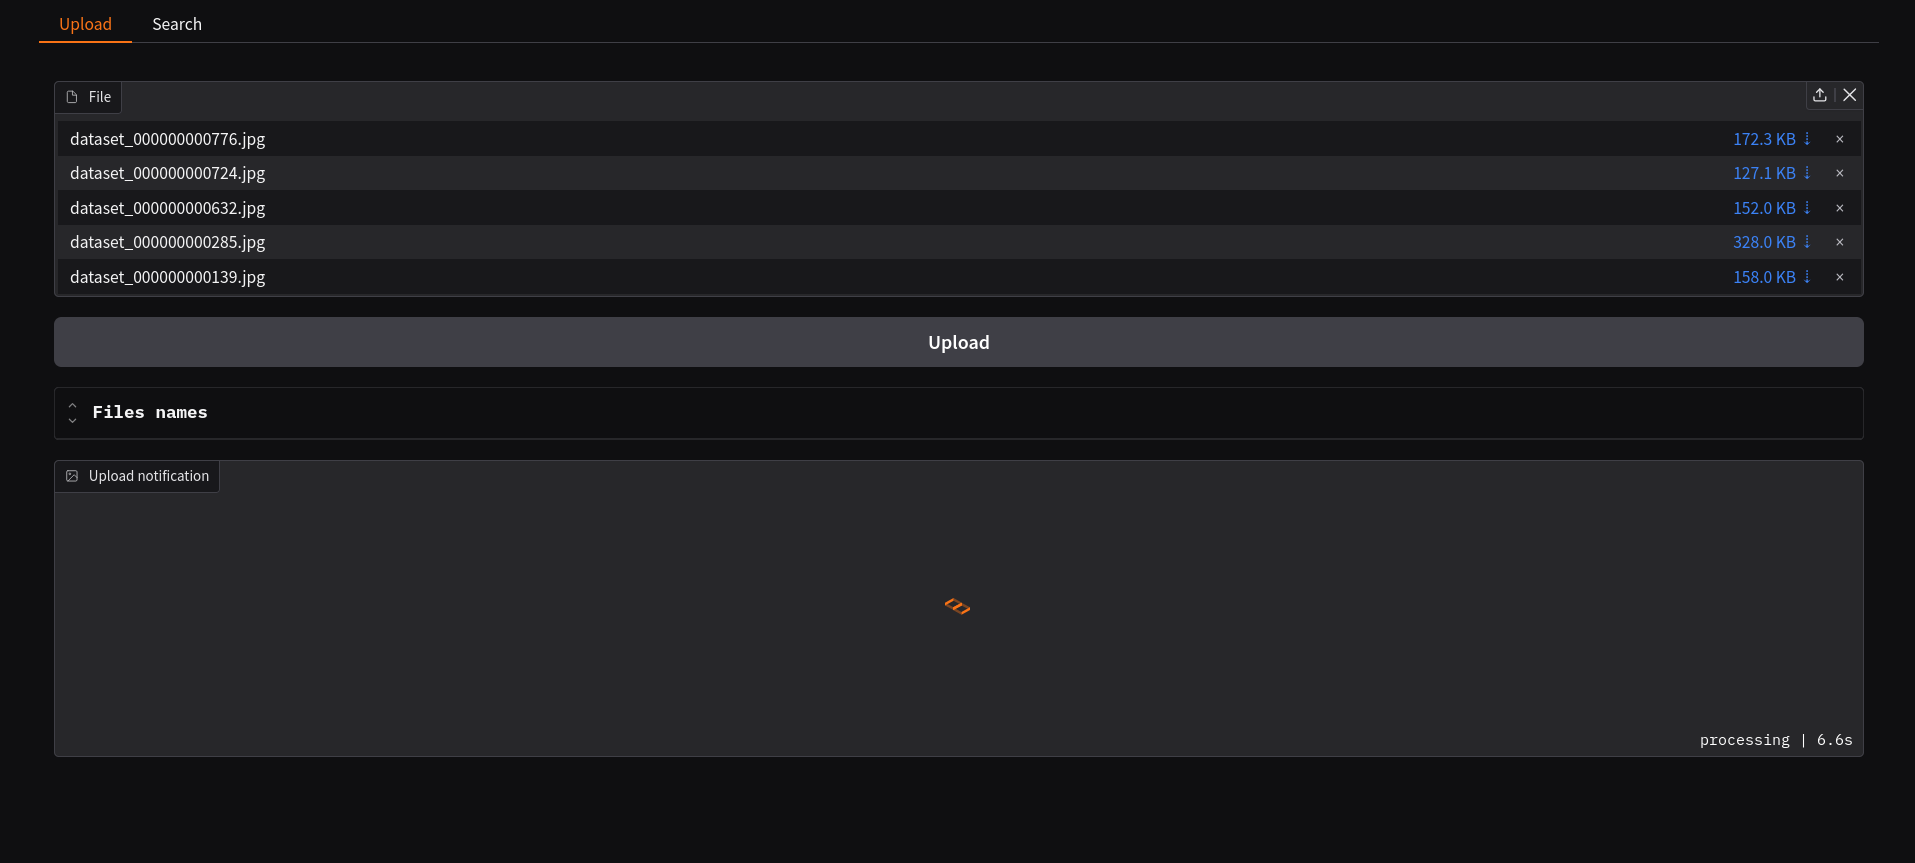 Upload Search
File
dataset_000000000776.jpg 172.3 KB ⇣ ×
dataset_000000000724.jpg 127.1 KB ⇣ ×
dataset_000000000632.jpg 152.0 KB ⇣ ×
dataset_000000000285.jpg 328.0 KB ⇣ ×
dataset_000000000139.jpg 158.0 KB ⇣ ×
Upload
Files names
Upload notification
processing | 6.6s